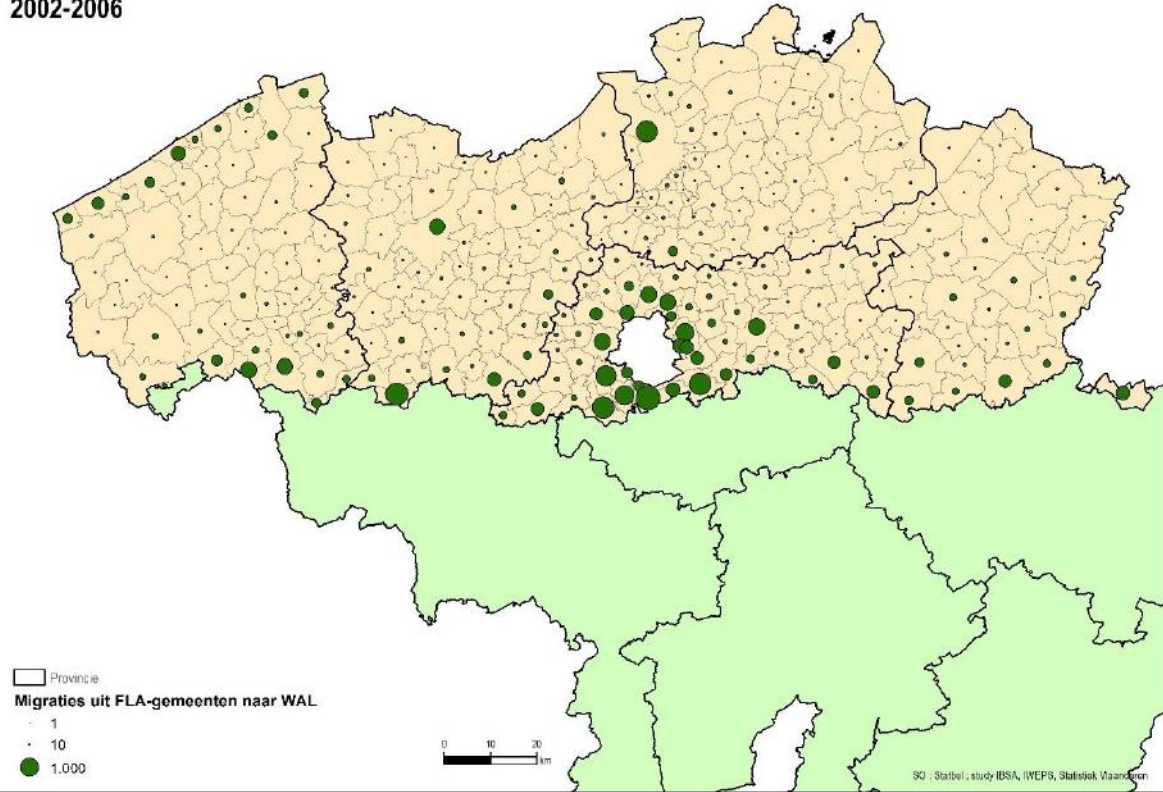 2002-2006
Provincie
Migraties uit FLA-gemeenten naar WAL
1
10
1.000
0 10 20
km
SO : Statbel ; study IBSA, IWEPS, Statistiek Vlaanderen